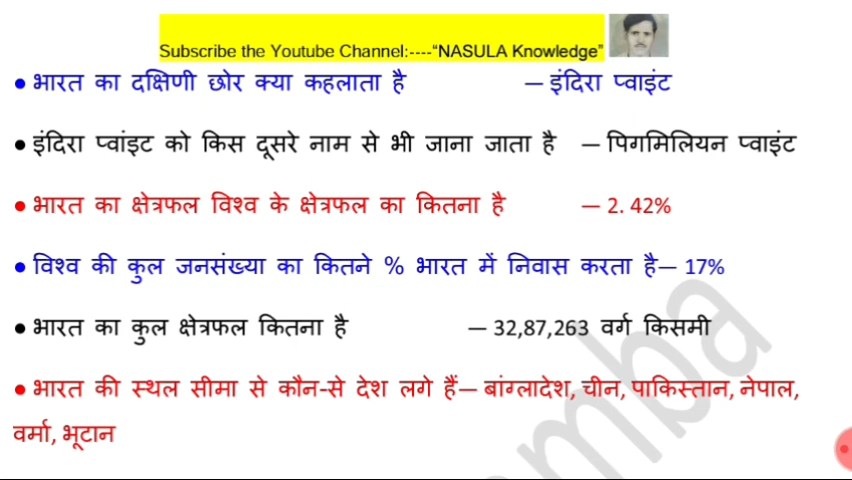 Subscribe the Youtube Channel:----“NASULA Knowledge”
● भारत का दक्षिणी छोर क्या कहलाता है — इंदिरा प्वाइंट
● इंदिरा प्वांइट को किस दूसरे नाम से भी जाना जाता है — पिगमिलियन प्वाइंट
● भारत का क्षेत्रफल विश्व के क्षेत्रफल का कितना है — 2. 42%
● विश्व की कुल जनसंख्या का कितने % भारत में निवास करता है— 17%
● भारत का कुल क्षेत्रफल कितना है — 32,87,263 वर्ग किसमी
● भारत की स्थल सीमा से कौन-से देश लगे हैं— बांग्लादेश, चीन, पाकिस्तान, नेपाल,
वर्मा, भूटान